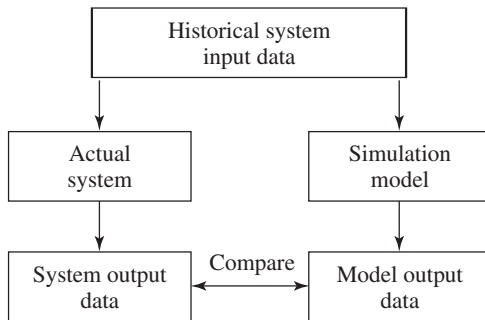 Historical system
input data
Actual
system
Simulation
model
System output
data
Compare
Model output
data